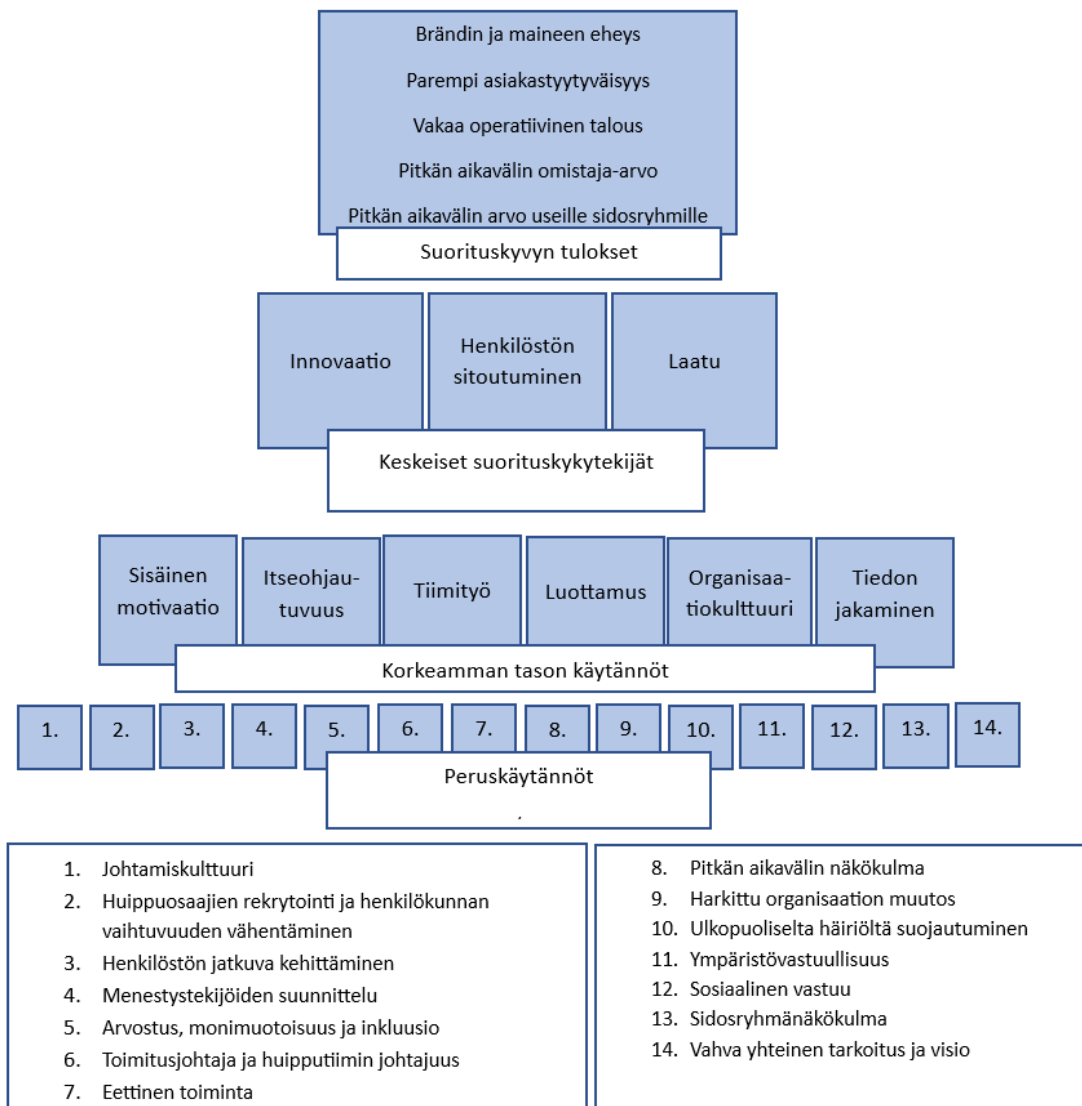 Brändin ja maineen eheys
Parempi asiakastyytyväisyys
Vakaa operatiivinen talous
Pitkän aikavälin omistaja-arvo
Pitkän aikavälin arvo useille sidosryhmille
Suorituskyvyn tulokset
Innovaatio
Henkilöstön
sitoutuminen
Laatu
Keskeiset suorituskykytekijät
Sisäinen
motivaatio
Itseohjau-
tuvuus
Tiimityö
Luottamus
Organisaa-
tiokulttuuri
Tiedon
jakaminen
Korkeamman tason käytännöt
1.
2.
3.
4.
5.
6.
7.
8.
9.
10.
11.
12.
13.
14.
Peruskäytännöt
.
1. Johtamiskulttuuri
2. Huippuosaajien rekrytointi ja henkilökunnan
vaihtuvuuden vähentäminen
3. Henkilöstön jatkuva kehittäminen
4. Menestystekijöiden suunnittelu
5. Arvostus, monimuotoisuus ja inkluusio
6. Toimitusjohtaja ja huipputiimin johtajuus
7. Eettinen toiminta
8. Pitkän aikavälin näkökulma
9. Harkittu organisaation muutos
10. Ulkopuoliselta häiriöltä suojautuminen
11. Ympäristövastuullisuus
12. Sosiaalinen vastuu
13. Sidosryhmänäkökulma
14. Vahva yhteinen tarkoitus ja visio